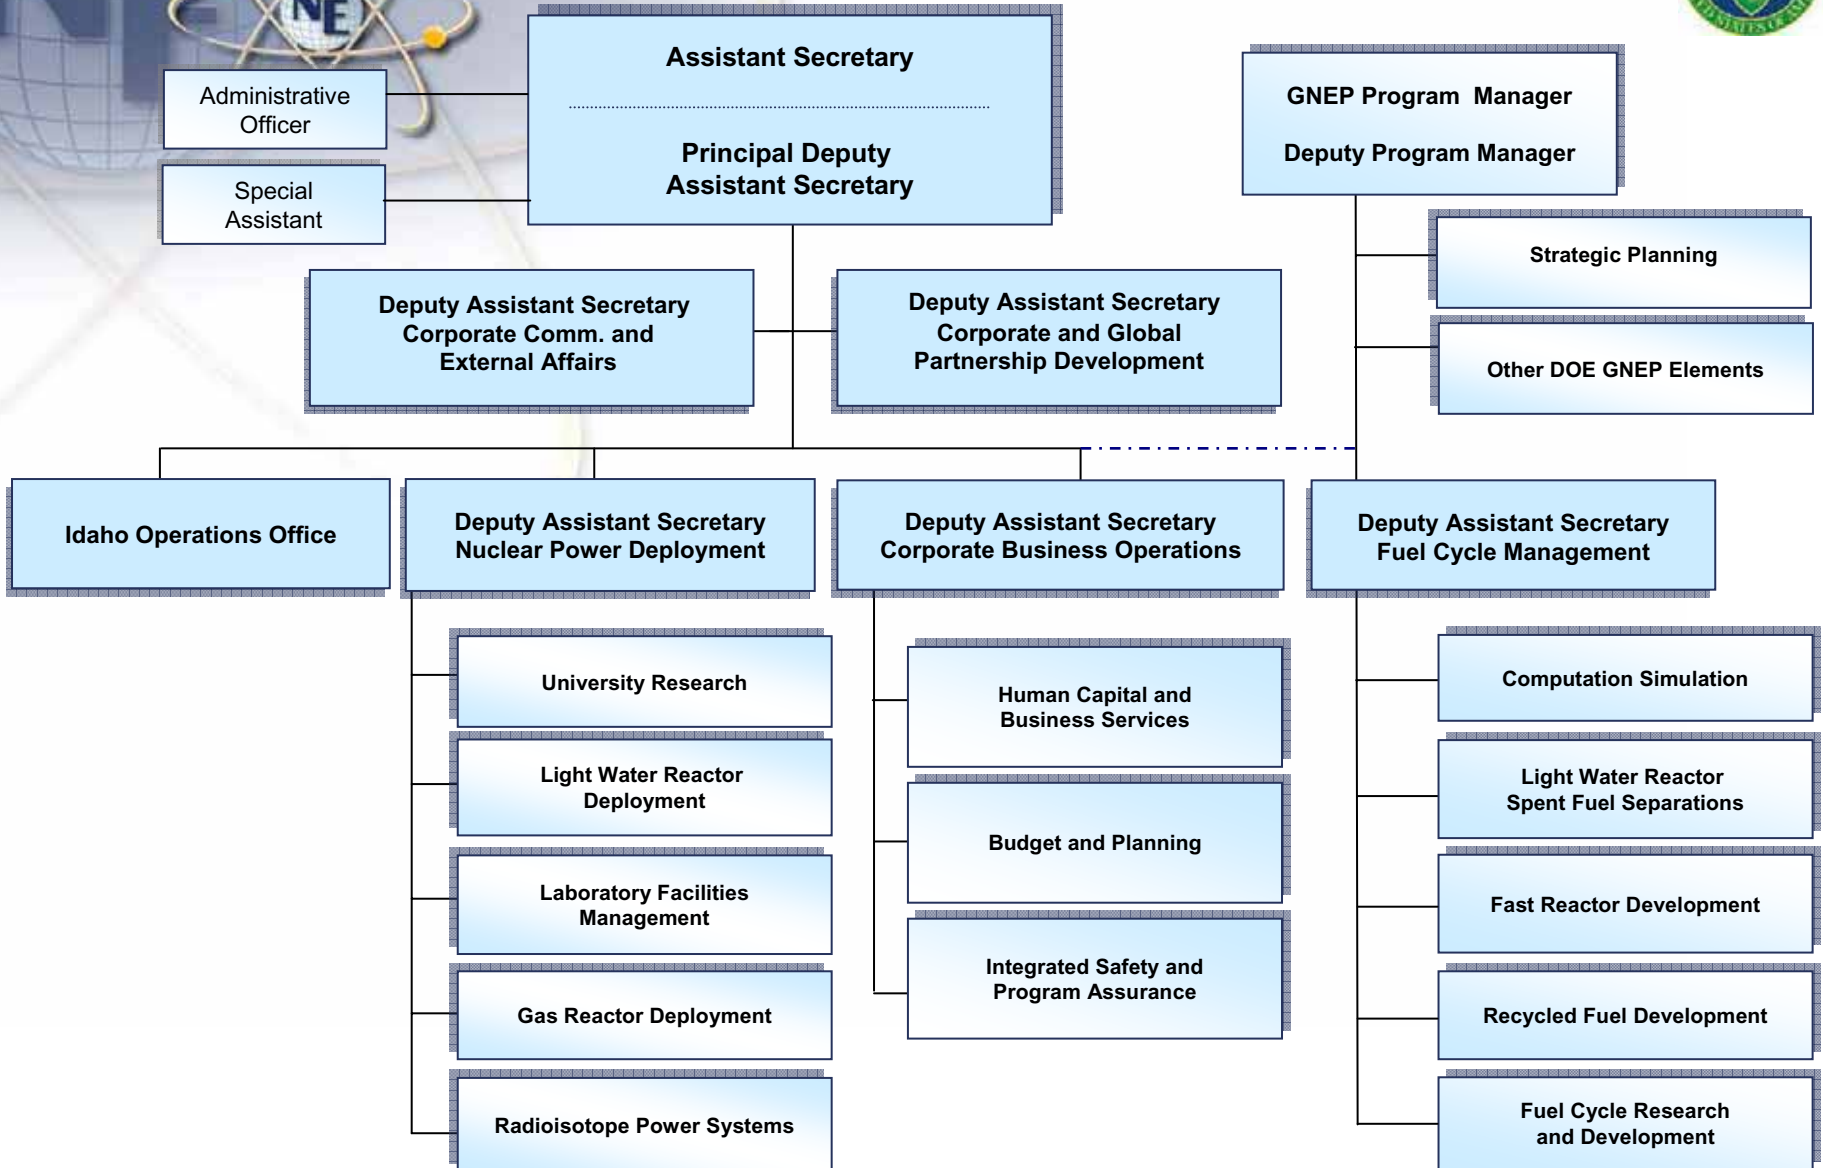 NE
Assistant Secretary
Principal Deputy
Assistant Secretary
Administrative
Officer
Special
Assistant
GNEP Program Manager
Deputy Program Manager
Strategic Planning
Other DOE GNEP Elements
Deputy Assistant Secretary
Corporate Comm. and
External Affairs
Deputy Assistant Secretary
Corporate and Global
Partnership Development
Idaho Operations Office
Deputy Assistant Secretary
Nuclear Power Deployment
Deputy Assistant Secretary
Corporate Business Operations
Deputy Assistant Secretary
Fuel Cycle Management
University Research
Light Water Reactor
Deployment
Laboratory Facilities
Management
Gas Reactor Deployment
Radioisotope Power Systems
Human Capital and
Business Services
Budget and Planning
Integrated Safety and
Program Assurance
Computation Simulation
Light Water Reactor
Spent Fuel Separations
Fast Reactor Development
Recycled Fuel Development
Fuel Cycle Research
and Development